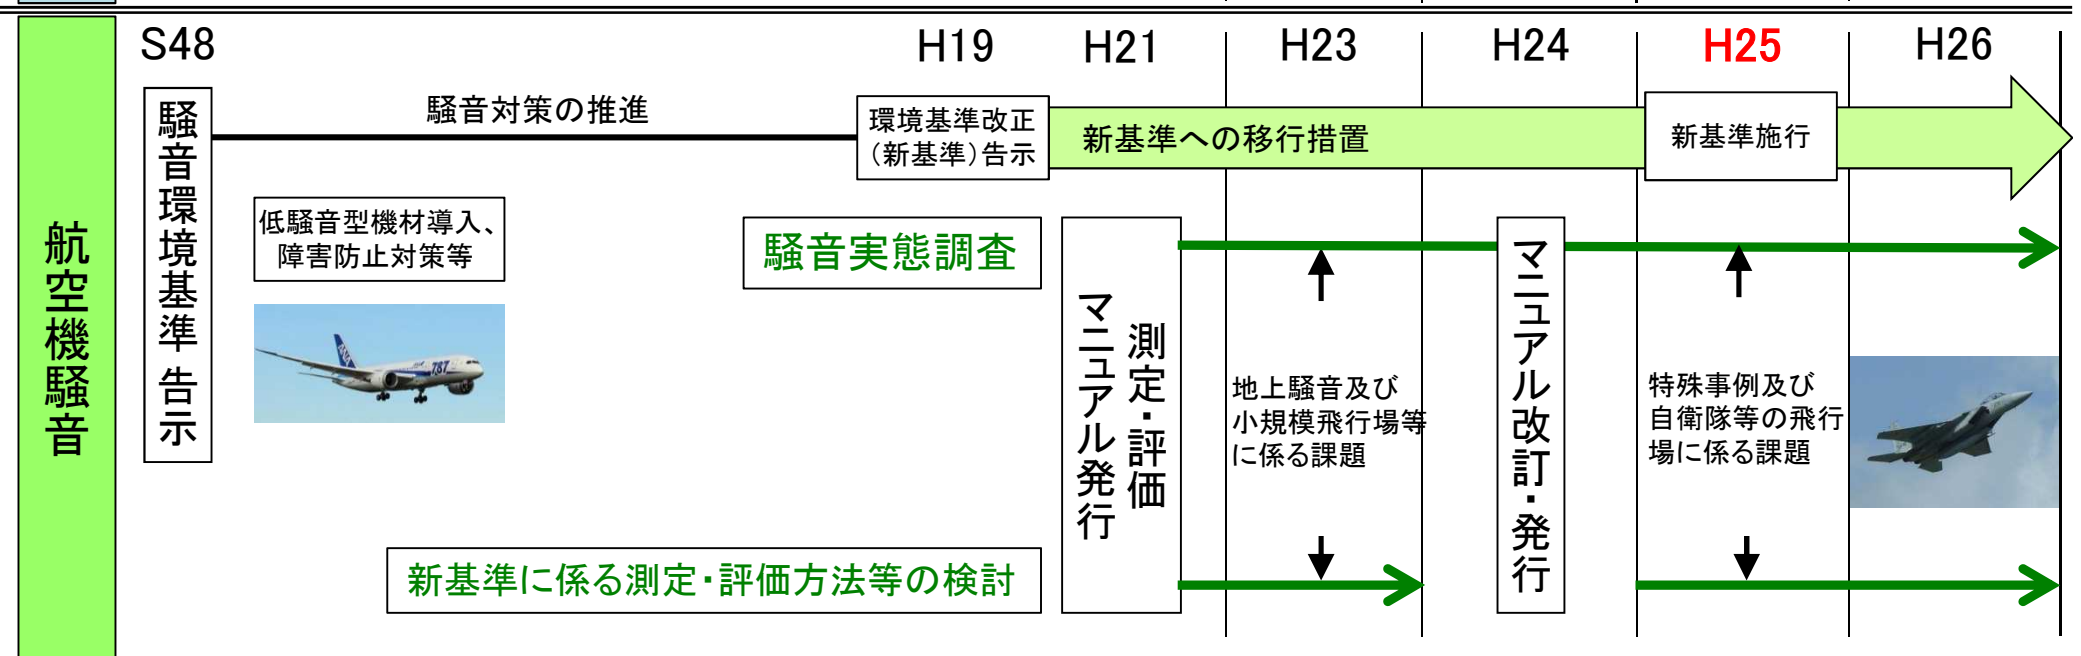 航空機騒音
S48
H19
H21
H23
H24
H25
H26
騒音環境基準 告示
騒音対策の推進
環境基準改正
（新基準）告示
新基準への移行措置
新基準施行
低騒音型機材導入、
障害防止対策等
787
騒音実態調査
測定・評価
マニュアル発行
地上騒音及び
小規模飛行場等
に係る課題
マニュアル改訂・発行
特殊事例及び
自衛隊等の飛行
場に係る課題
新基準に係る測定・評価方法等の検討